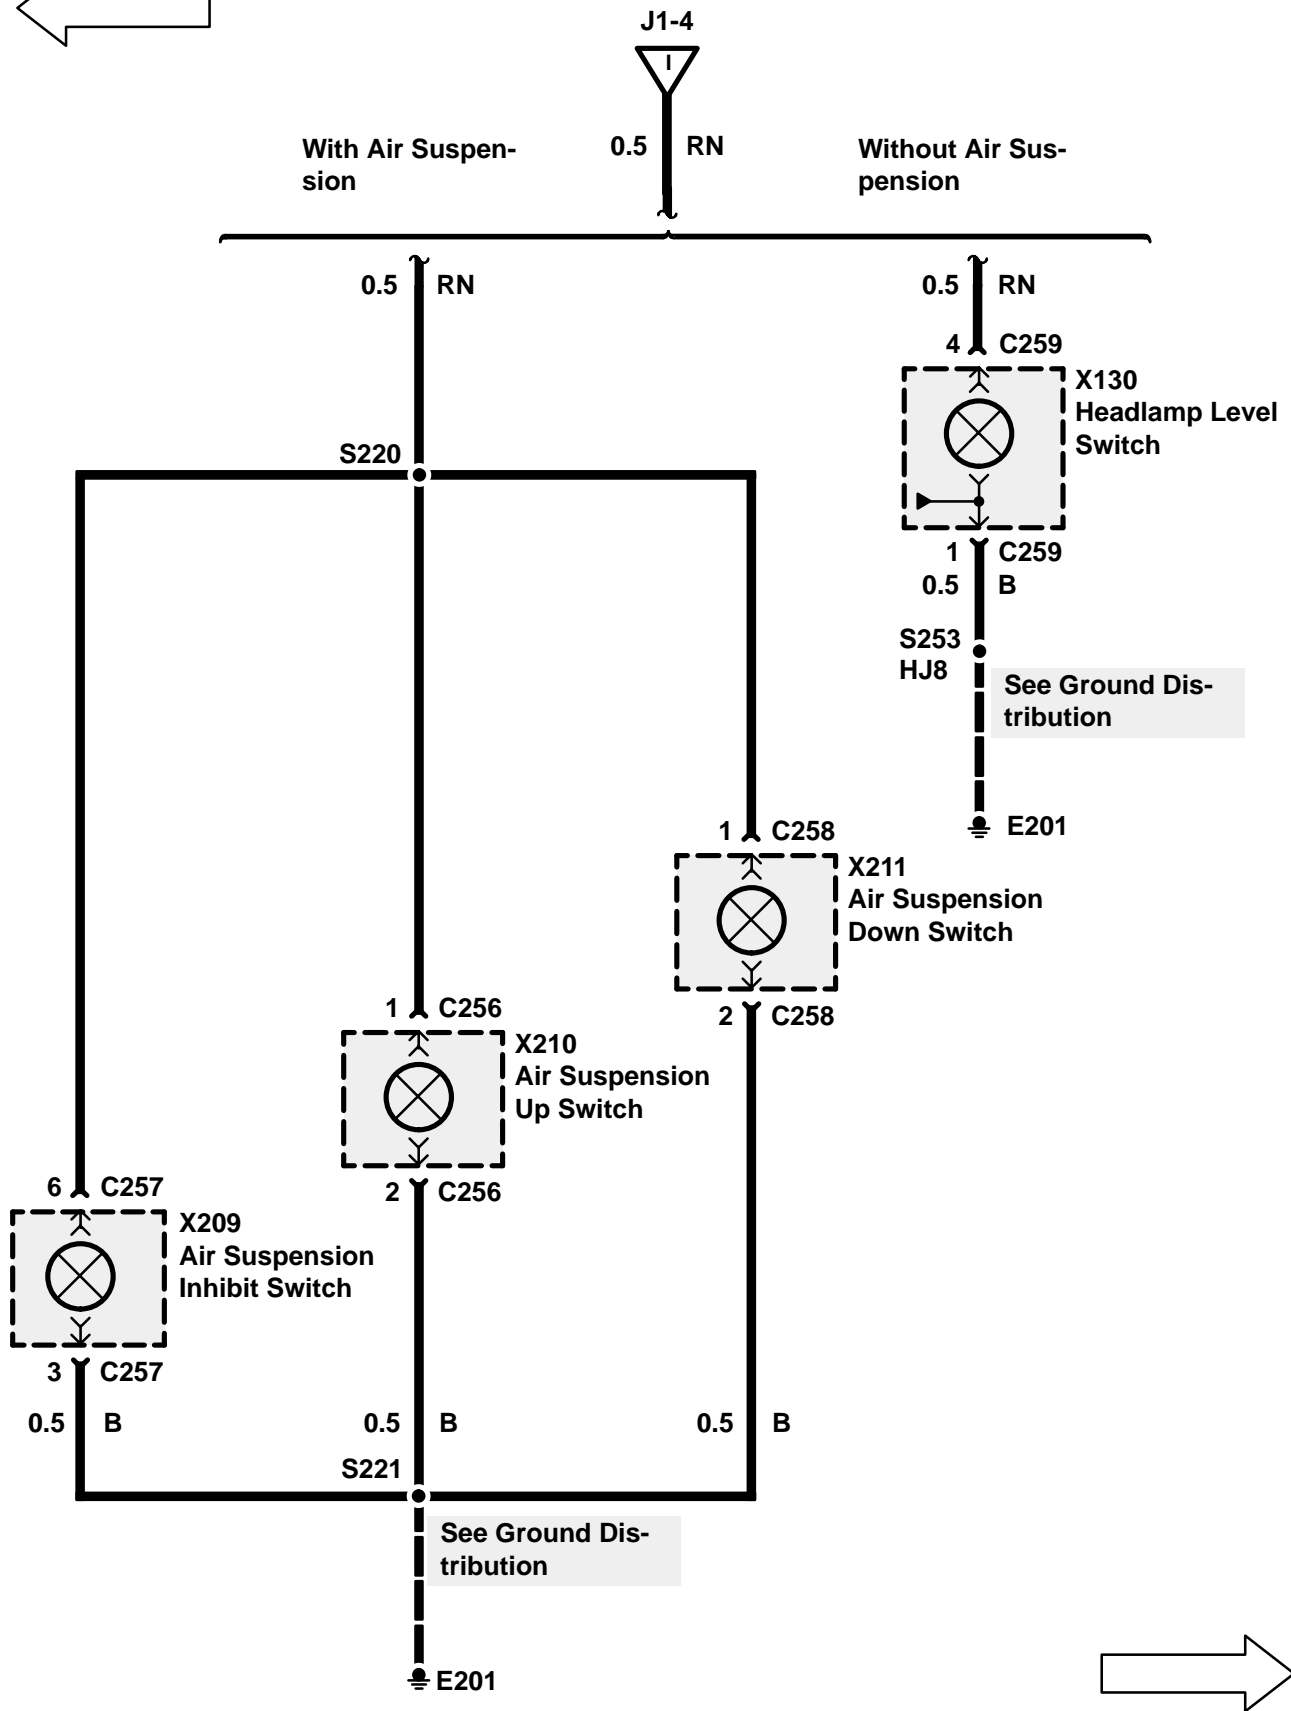 J1-4
I
0.5 RN
With Air Suspen-
sion
Without Air Sus-
pension
0.5 RN
0.5 RN
4 C259
X130
Headlamp Level
Switch
1 C259
0.5 B
S253
HJ8
See Ground Dis-
tribution
E201
S220
1 C258
X211
Air Suspension
Down Switch
2 C258
1 C256
X210
Air Suspension
Up Switch
2 C256
6 C257
X209
Air Suspension
Inhibit Switch
3 C257
0.5 B
0.5 B
0.5 B
S221
See Ground Dis-
tribution
E201